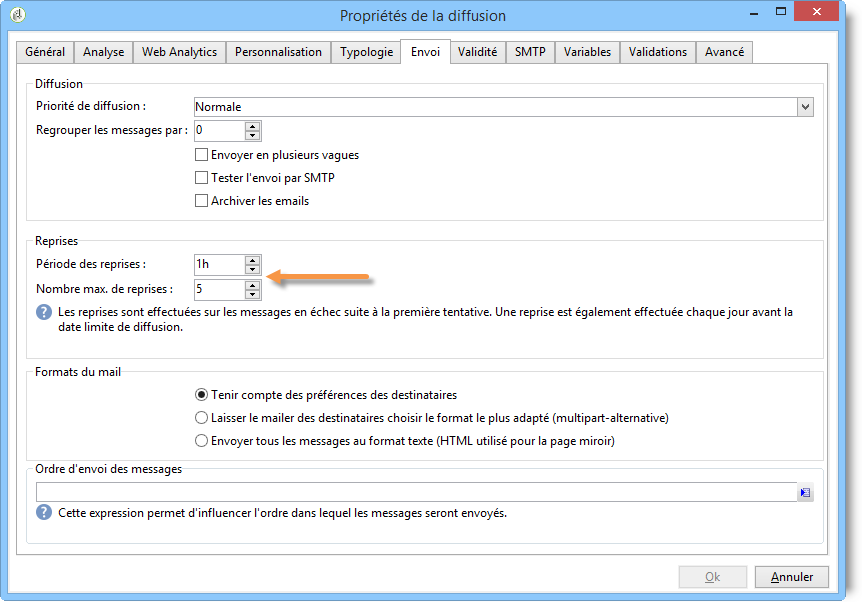 Propriétés de la diffusion
Général Analyse Web Analytics Personnalisation Typologie Envoi Validité SMTP Variables Validations Avancé
Diffusion
Priorité de diffusion : Normale
Regrouper les messages par : 0
Envoyer en plusieurs vagues
Tester l'envoi par SMTP
Archiver les emails
Reprises
Période des reprises : 1h
Nombre max. de reprises : 5
Les reprises sont effectuées sur les messages en échec suite à la première tentative. Une reprise est également effectuée chaque jour avant la
date limite de diffusion.
Formats du mail
Tenir compte des préférences des destinataires
Laisser le mailer des destinataires choisir le format le plus adapté (multipart-alternative)
Envoyer tous les messages au format texte (HTML utilisé pour la page miroir)
Ordre d'envoi des messages
Cette expression permet d'influencer l'ordre dans lequel les messages seront envoyés.
Ok Annuler